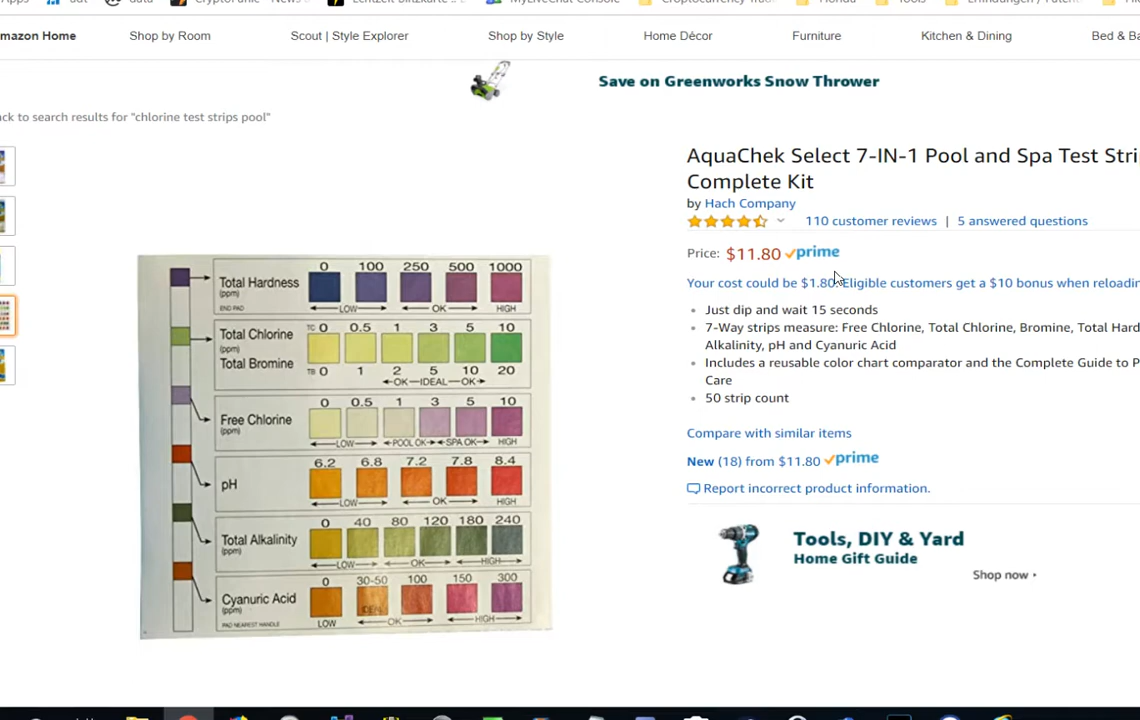 mazon Home Shop by Room Scout | Style Explorer Shop by Style Home Décor Furniture Kitchen & Dining Bed & Ba
Save on Greenworks Snow Thrower
ck to search results for "chlorine test strips pool"
AquaChek Select 7-IN-1 Pool and Spa Test Stri
Complete Kit
by Hach Company
110 customer reviews | 5 answered questions
Price: $11.80 prime
Your cost could be $1.80. Eligible customers get a $10 bonus when reloadin
Just dip and wait 15 seconds
7-Way strips measure: Free Chlorine, Total Chlorine, Bromine, Total Hard
Alkalinity, pH and Cyanuric Acid
Includes a reusable color chart comparator and the Complete Guide to P
Care
50 strip count
Compare with similar items
New (18) from $11.80 prime
Report incorrect product information.
Tools, DIY & Yard
Home Gift Guide
Shop now
0 100 250 500 1000
Total Hardness
(ppm)
END PAD
LOW OK HIGH
TC 0 0.5 1 3 5 10
Total Chlorine
(ppm)
Total Bromine
TB 0 1 2 5 10 20
OK IDEAL OK
0 0.5 1 3 5 10
Free Chlorine
(ppm)
LOW POOL OK SPA OK HIGH
6.2 6.8 7.2 7.8 8.4
pH
LOW OK HIGH
0 40 80 120 180 240
Total Alkalinity
(ppm)
LOW OK HIGH
0 30-50 100 150 300
Cyanuric Acid
(ppm)
IDEAL
PAD NEAREST HANDLE
LOW OK HIGH